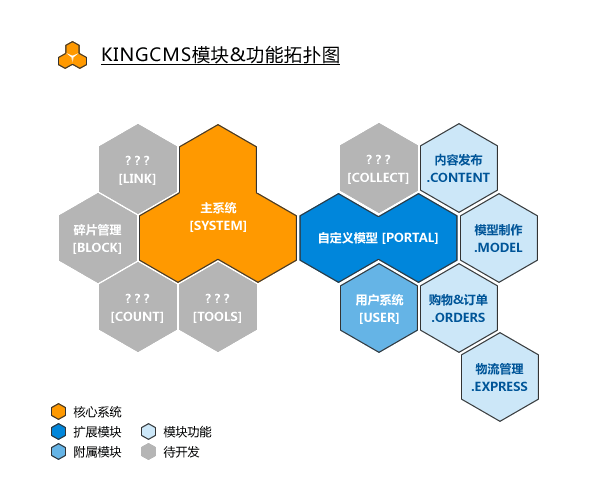 KINGCMS模块&功能拓扑图
? ? ?
[LINK]
主系统
[SYSTEM]
? ? ?
[COLLECT]
内容发布
.CONTENT
碎片管理
[BLOCK]
自定义模型 [PORTAL]
模型制作
.MODEL
? ? ?
[COUNT]
? ? ?
[TOOLS]
用户系统
[USER]
购物&订单
.ORDERS
物流管理
.EXPRESS
核心系统
扩展模块
模块功能
附属模块
待开发